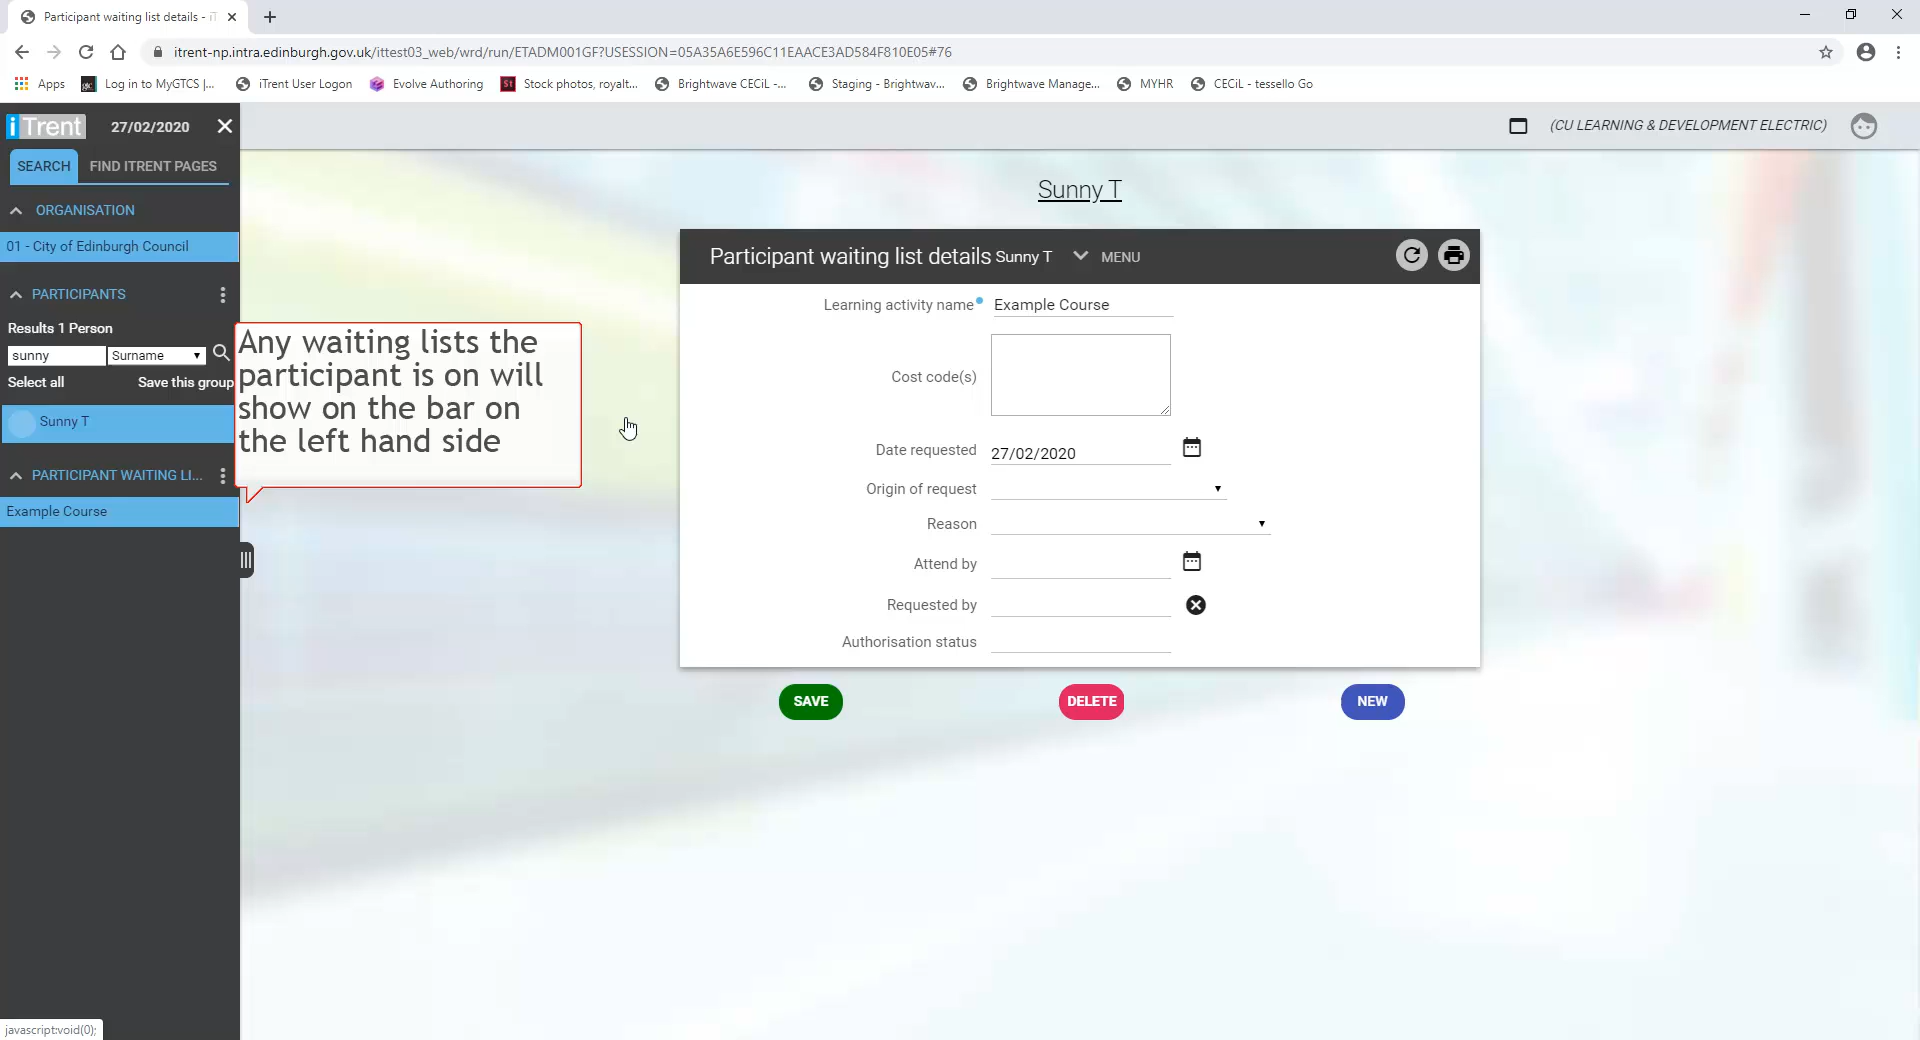 Participant waiting list details - iT
itrent-np.intra.edinburgh.gov.uk/ittest03_web/wrd/run/ETADM001GF?USESSION=05A35A6E596C11EAACE3AD584F810E05#76
Apps Log in to MyGTCS |... iTrent User Logon Evolve Authoring St Stock photos, royalt... Brightwave CECiL -... Staging - Brightwav... Brightwave Manage... MYHR CECiL - tessello Go
iTrent 27/02/2020
(CU LEARNING & DEVELOPMENT ELECTRIC)
SEARCH FIND ITRENT PAGES
ORGANISATION
01 - City of Edinburgh Council
PARTICIPANTS
Results 1 Person
sunny Surname
Select all Save this group
Sunny T
PARTICIPANT WAITING LI...
Example Course
Any waiting lists the
participant is on will
show on the bar on
the left hand side
Sunny T
Participant waiting list details Sunny T MENU
Learning activity name Example Course
Cost code(s)
Date requested 27/02/2020
Origin of request
Reason
Attend by
Requested by
Authorisation status
SAVE DELETE NEW
javascript:void(0);